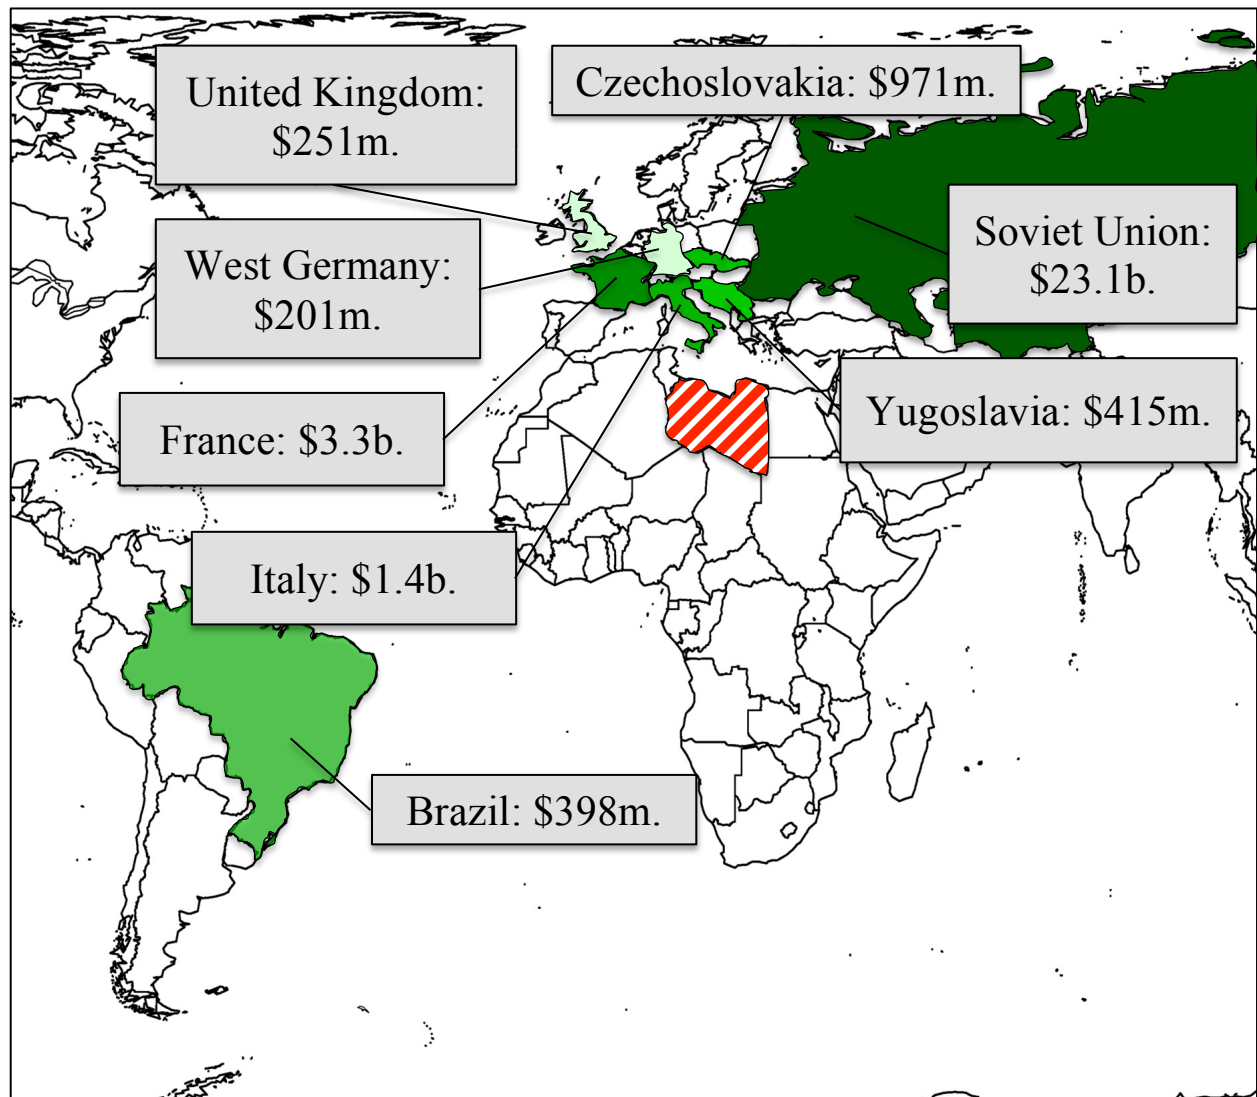 United Kingdom:
$251m.
Czechoslovakia: $971m.
Soviet Union:
$23.1b.
West Germany:
$201m.
Yugoslavia: $415m.
France: $3.3b.
Italy: $1.4b.
Brazil: $398m.